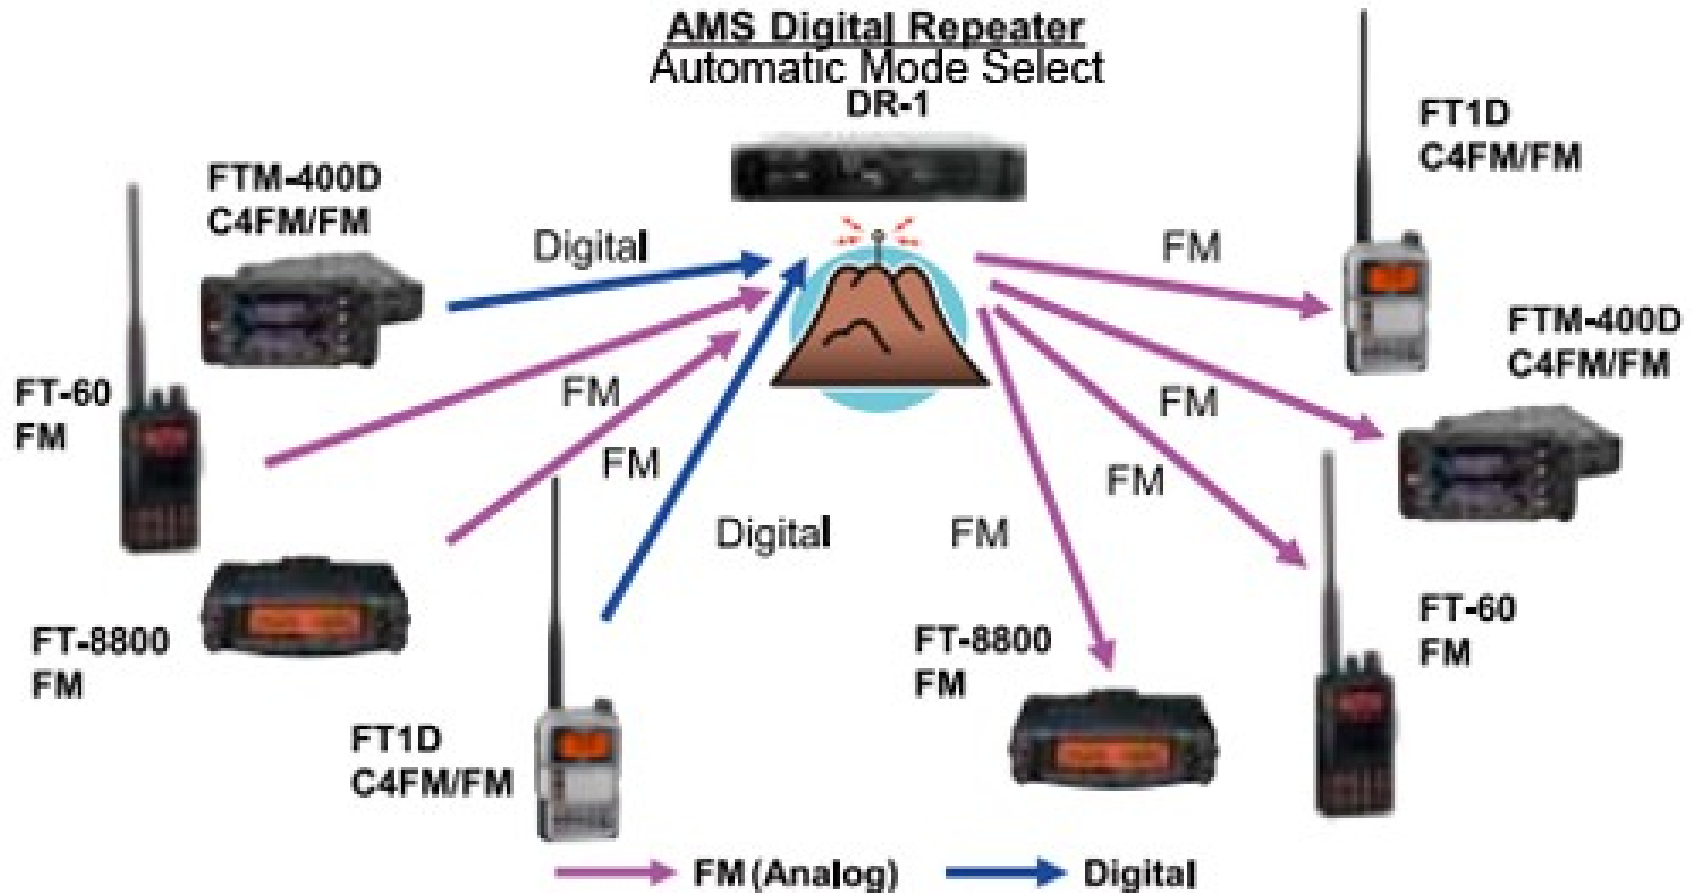 AMS Digital Repeater
Automatic Mode Select
DR-1
FTM-400D
C4FM/FM
Digital
FT-60
FM
FM
FM
FT-8800
FM
Digital
FT1D
C4FM/FM
FM
FT1D
C4FM/FM
FTM-400D
C4FM/FM
FM
FM
FM
FT-8800
FM
FT-60
FM
FM (Analog)
Digital